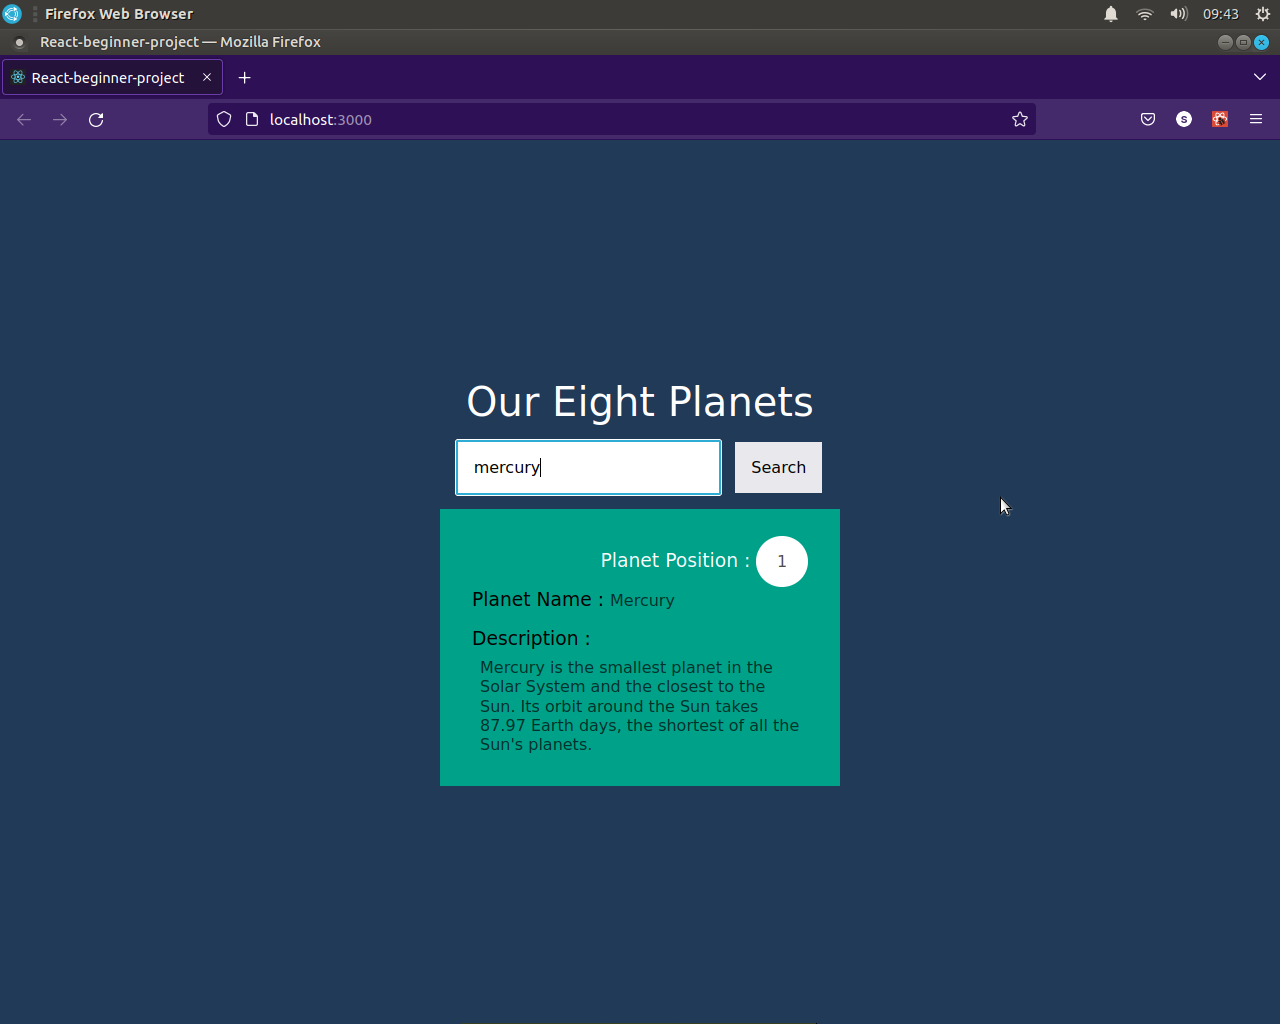 Firefox Web Browser
09:43
React-beginner-project — Mozilla Firefox
React-beginner-project
localhost:3000
S
Our Eight Planets
mercury
Search
Planet Position :
1
Planet Name : Mercury
Description :
Mercury is the smallest planet in the
Solar System and the closest to the
Sun. Its orbit around the Sun takes
87.97 Earth days, the shortest of all the
Sun's planets.